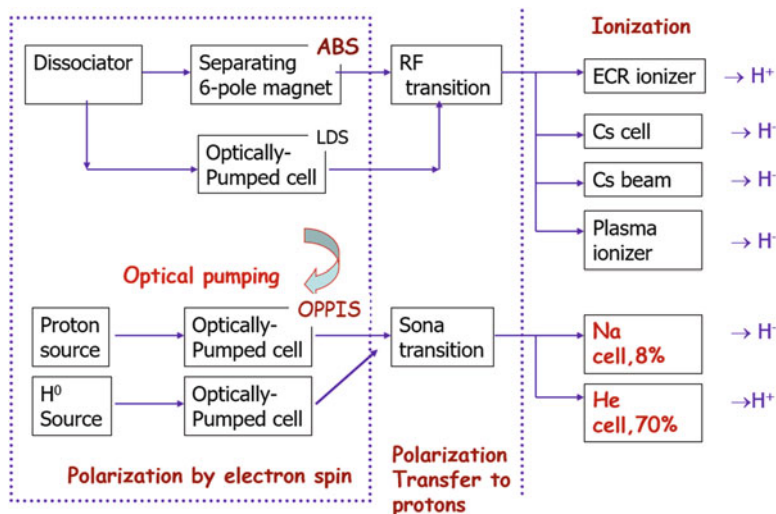 Ionization
Dissociator
Separating
6-pole magnet
ABS
RF
transition
ECR ionizer
→ H⁺
Optically-
Pumped cell
LDS
Cs cell
→ H⁻
Cs beam
→ H⁻
Plasma
ionizer
→ H⁻
Optical pumping
OPPIS
Proton
source
Optically-
Pumped cell
Sona
transition
Na
cell,8%
→ H⁻
H⁰
Source
Optically-
Pumped cell
He
cell,70%
→H⁺
Polarization by electron spin
Polarization
Transfer to
protons